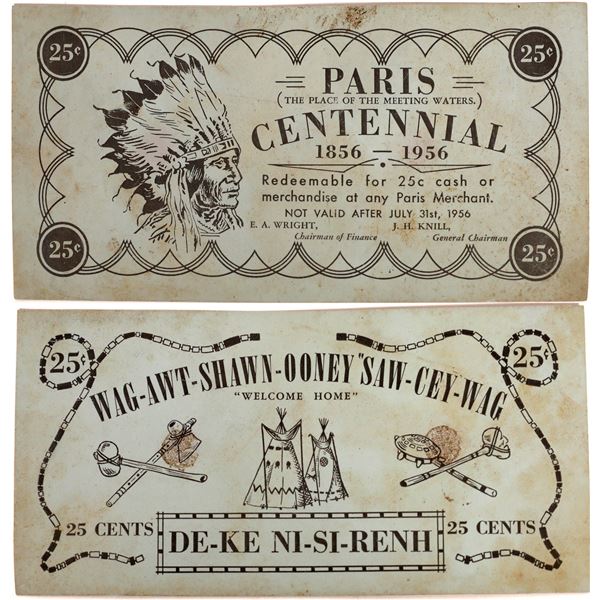 25¢ 25¢
PARIS
(THE PLACE OF THE MEETING WATERS.)
CENTENNIAL
1856 — 1956
Redeemable for 25c cash or
merchandise at any Paris Merchant.
NOT VALID AFTER JULY 31st, 1956
E. A. WRIGHT, J. H. KNILL,
Chairman of Finance General Chairman
25¢ 25¢
25¢ 25¢
WAG-AWT-SHAWN-OONEY "SAW-CEY-WAG
"WELCOME HOME"
25 CENTS 25 CENTS
DE-KE NI-SI-RENH